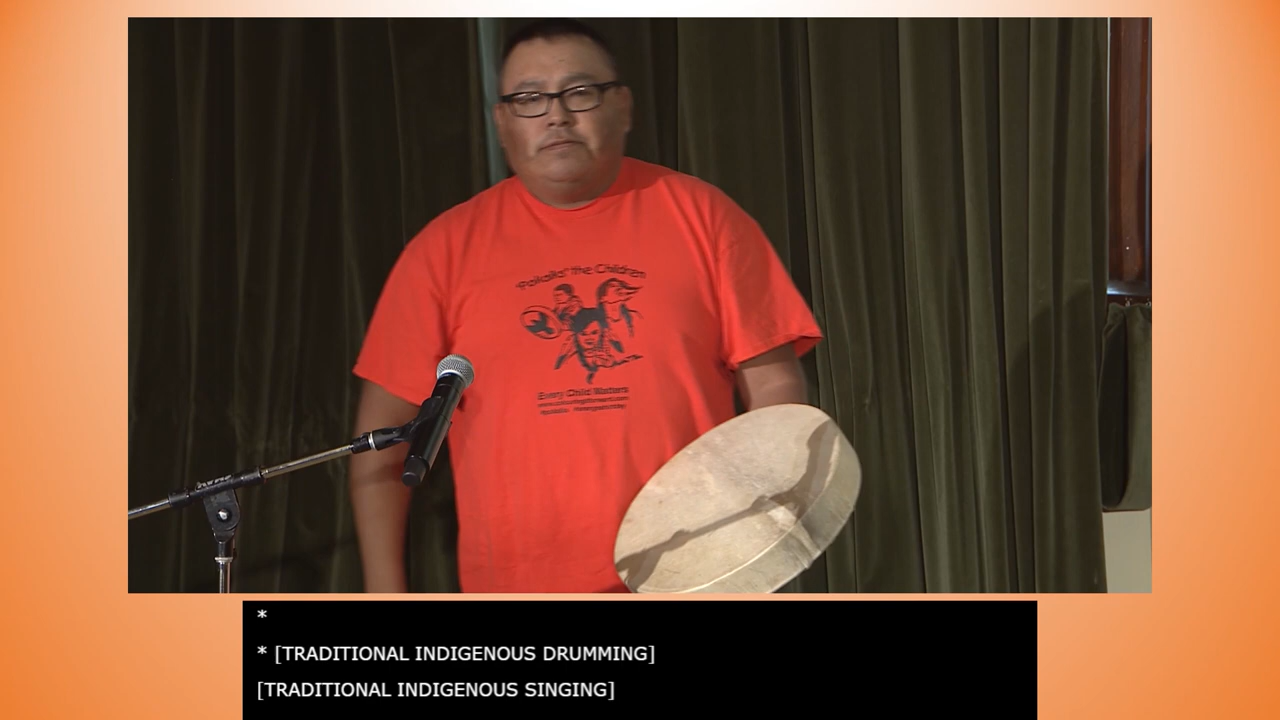 the Children
Every Child Matters
*
* [TRADITIONAL INDIGENOUS DRUMMING]
[TRADITIONAL INDIGENOUS SINGING]